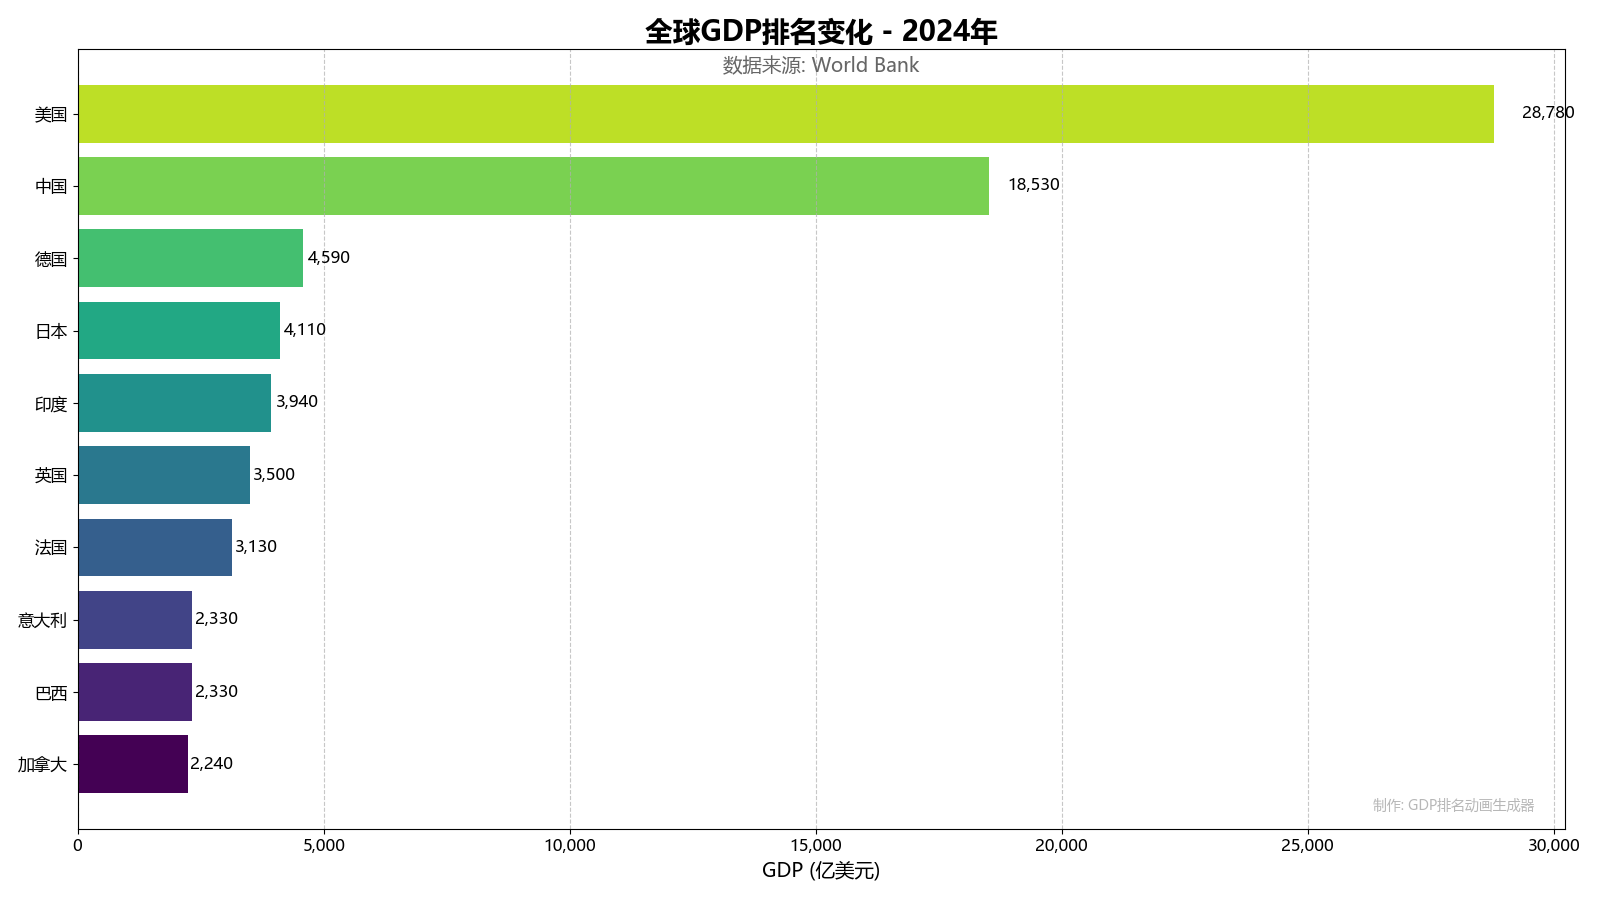 全球GDP排名变化 - 2024年
数据来源: World Bank
美国 28,780
中国 18,530
德国 4,590
日本 4,110
印度 3,940
英国 3,500
法国 3,130
意大利 2,330
巴西 2,330
加拿大 2,240
制作: GDP排名动画生成器
0 5,000 10,000 15,000 20,000 25,000 30,000
GDP (亿美元)